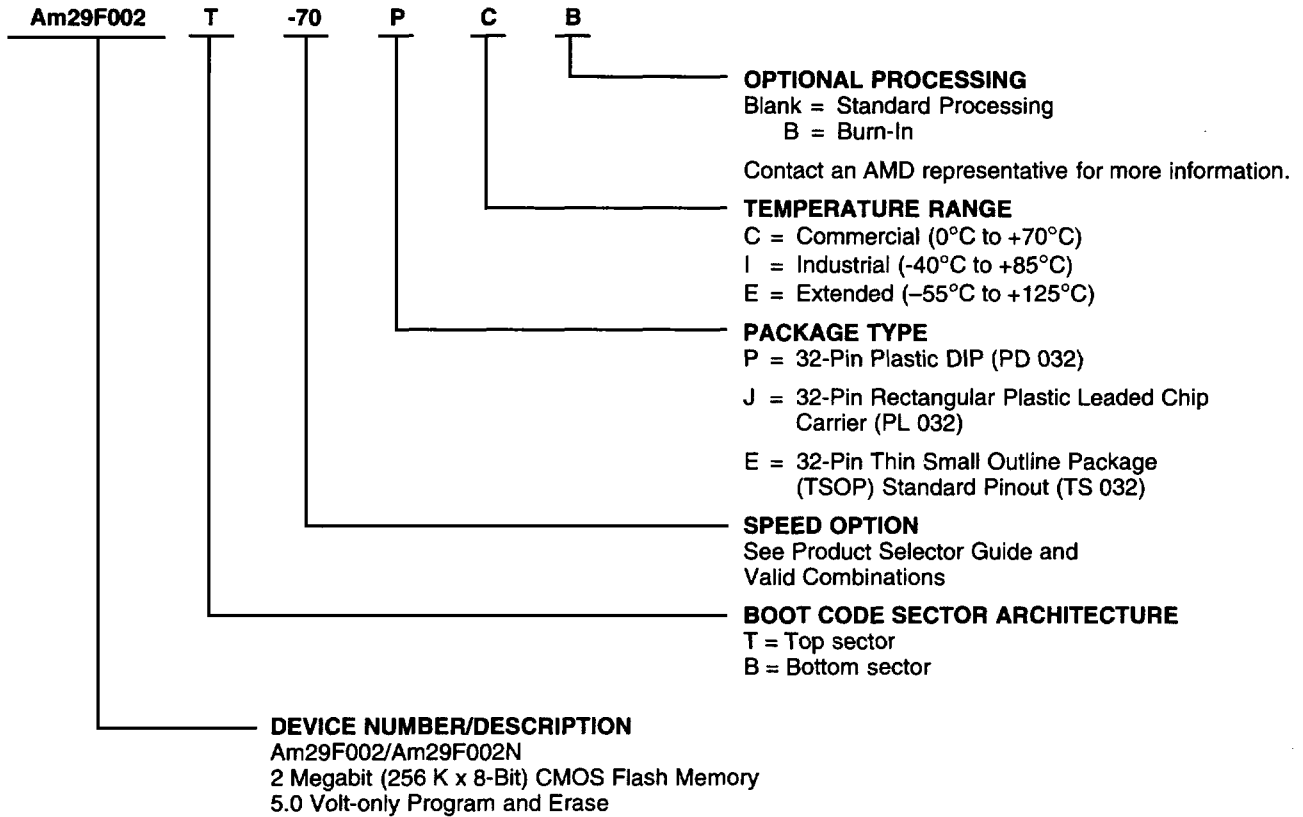 Am29F002 T -70 P C B
OPTIONAL PROCESSING
Blank = Standard Processing
B = Burn-In
Contact an AMD representative for more information.
TEMPERATURE RANGE
C = Commercial (0°C to +70°C)
I = Industrial (-40°C to +85°C)
E = Extended (–55°C to +125°C)
PACKAGE TYPE
P = 32-Pin Plastic DIP (PD 032)
J = 32-Pin Rectangular Plastic Leaded Chip
Carrier (PL 032)
E = 32-Pin Thin Small Outline Package
(TSOP) Standard Pinout (TS 032)
SPEED OPTION
See Product Selector Guide and
Valid Combinations
BOOT CODE SECTOR ARCHITECTURE
T = Top sector
B = Bottom sector
DEVICE NUMBER/DESCRIPTION
Am29F002/Am29F002N
2 Megabit (256 K x 8-Bit) CMOS Flash Memory
5.0 Volt-only Program and Erase